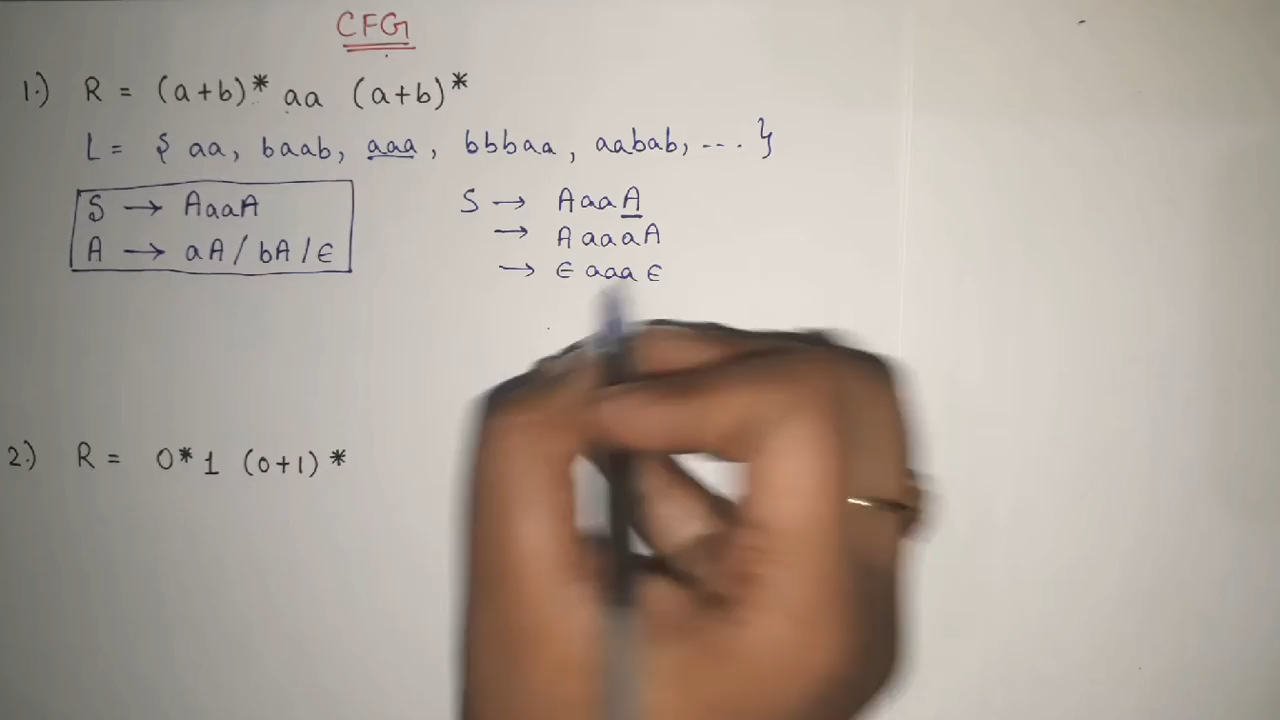 CFG
1.) R = (a+b)* aa (a+b)*
L = { aa, baab, aaa, bbbaa, aabab, ... }
S → AaaA
A → aA / bA / ε
S → AaaA
→ AaaaA
→ ε aaa ε
2.) R = 0*1 (0+1)*